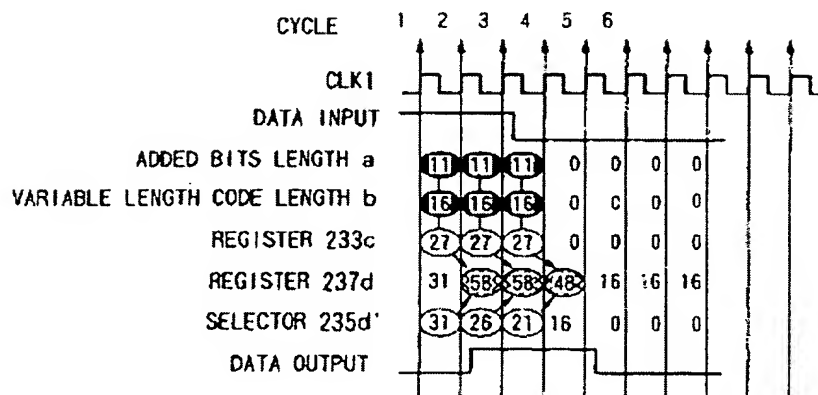 CYCLE 1 2 3 4 5 6
CLK1
DATA INPUT
ADDED BITS LENGTH a 11 11 11 0 0 0 0
VARIABLE LENGTH CODE LENGTH b 16 16 16 0 0 0 0
REGISTER 233c 27 27 27 0 0 0 0
REGISTER 237d 31 58 58 48 16 16 16
SELECTOR 235d' 31 26 21 16 0 0 0
DATA OUTPUT